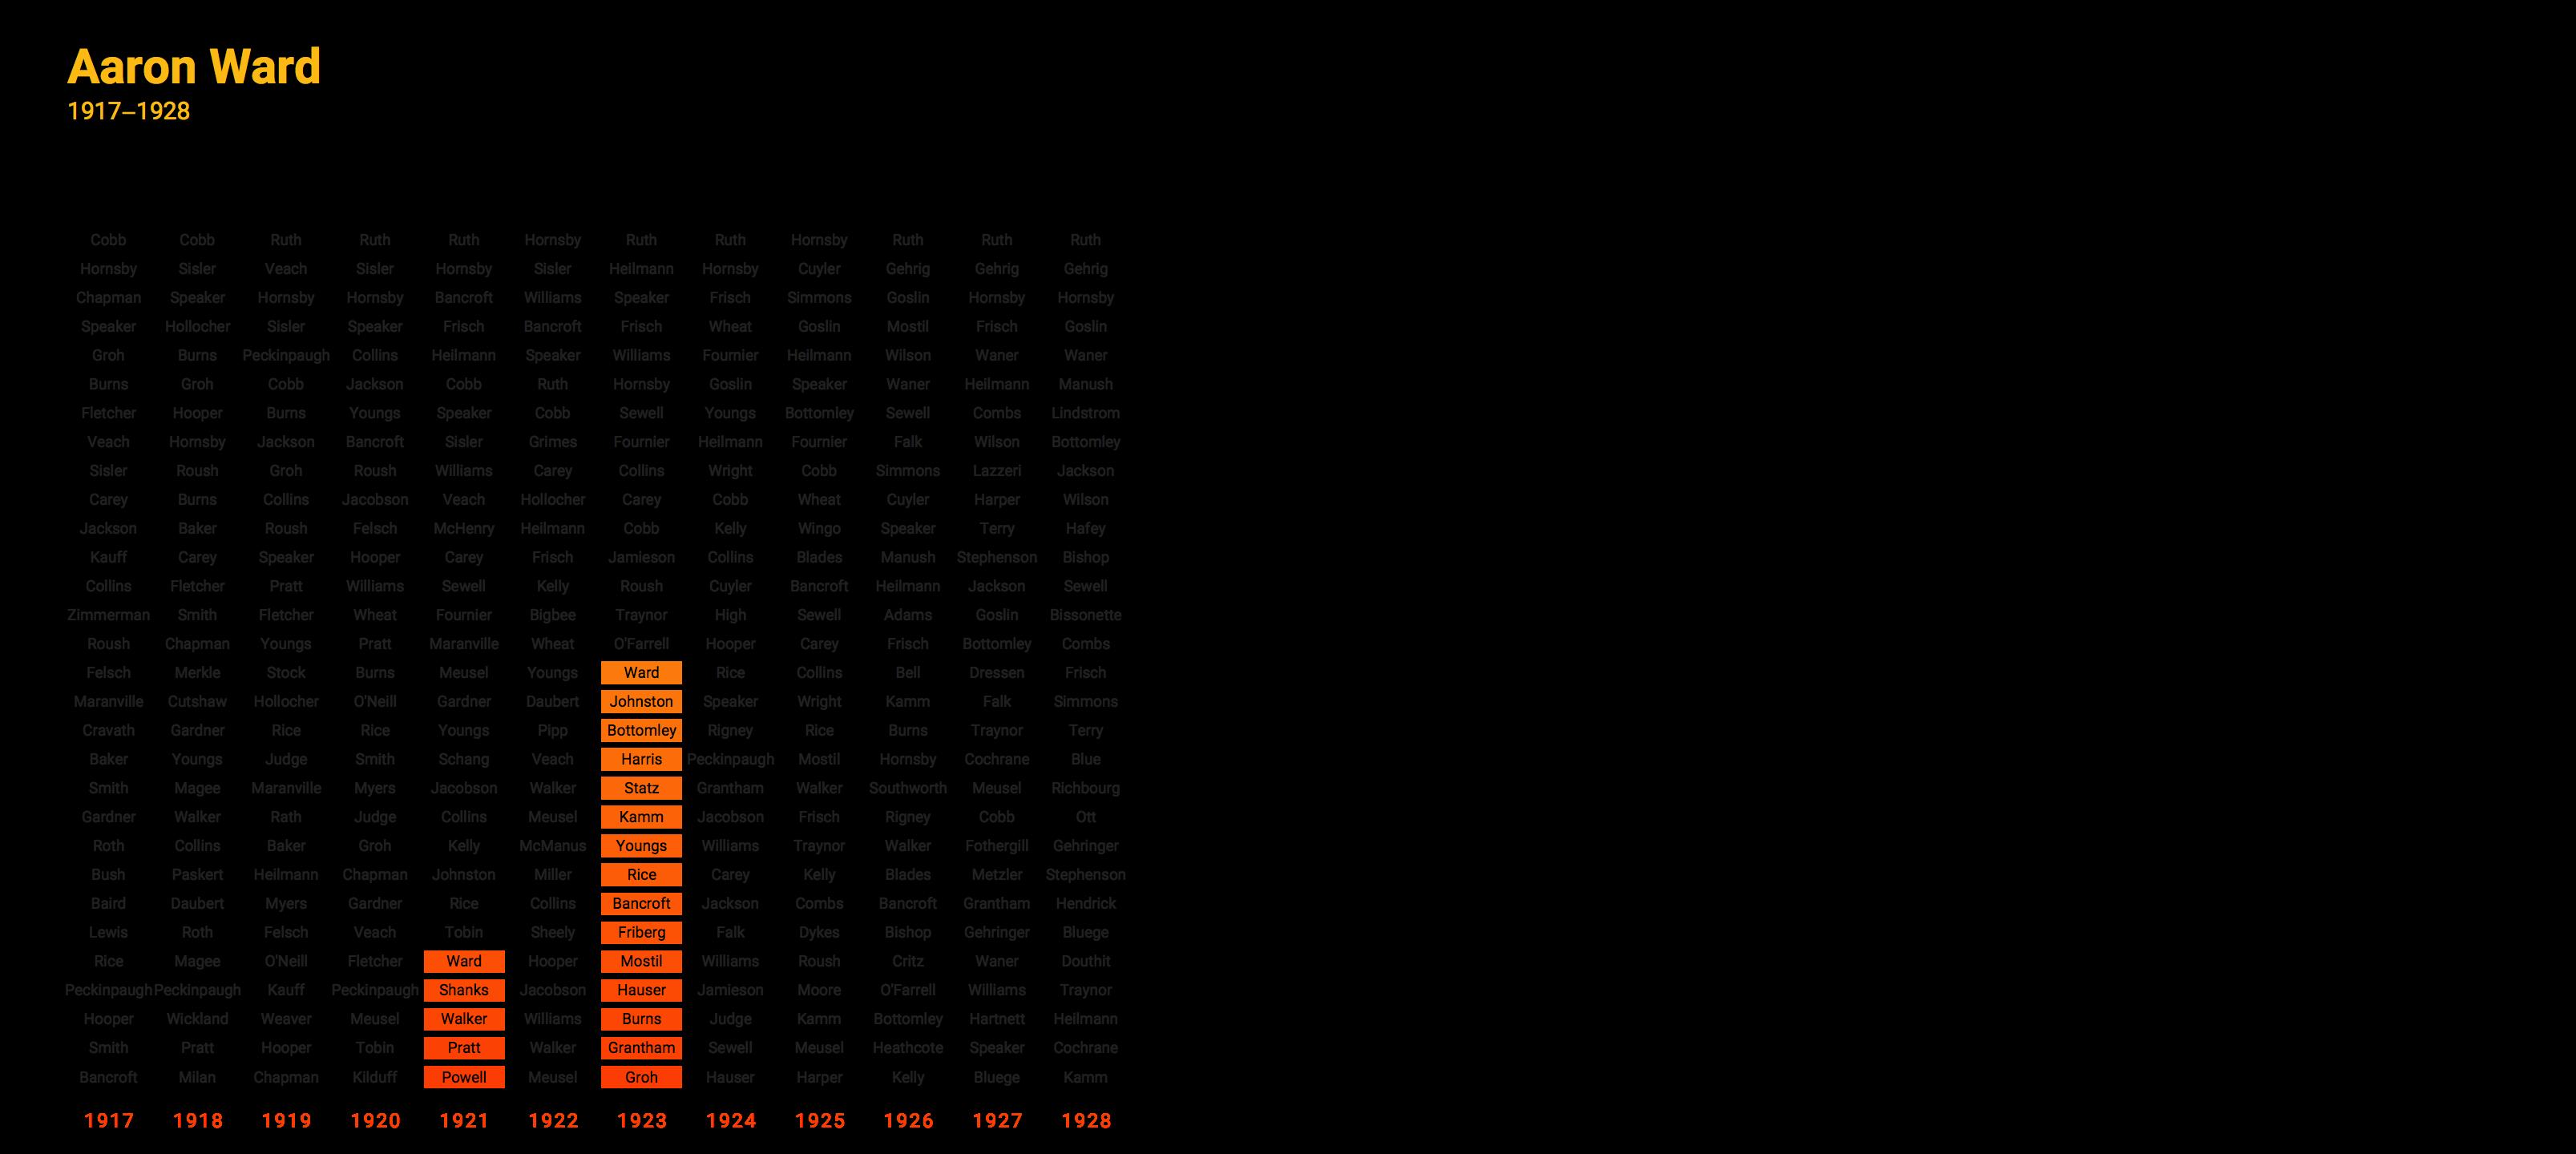 Aaron Ward
1917–1928
Cobb Cobb Ruth Ruth Ruth Hornsby Ruth Ruth Hornsby Ruth Ruth Ruth
Hornsby Sisler Veach Sisler Hornsby Sisler Heilmann Hornsby Cuyler Gehrig Gehrig Gehrig
Chapman Speaker Hornsby Hornsby Bancroft Williams Speaker Frisch Simmons Goslin Hornsby Hornsby
Speaker Hollocher Sisler Speaker Frisch Bancroft Frisch Wheat Goslin Mostil Frisch Goslin
Groh Burns Peckinpaugh Collins Heilmann Speaker Williams Fournier Heilmann Wilson Waner Waner
Burns Groh Cobb Jackson Cobb Ruth Hornsby Goslin Speaker Waner Heilmann Manush
Fletcher Hooper Burns Youngs Speaker Cobb Sewell Youngs Bottomley Sewell Combs Lindstrom
Veach Hornsby Jackson Bancroft Sisler Grimes Fournier Heilmann Fournier Falk Wilson Bottomley
Sisler Roush Groh Roush Williams Carey Collins Wright Cobb Simmons Lazzeri Jackson
Carey Burns Collins Jacobson Veach Hollocher Carey Cobb Wheat Cuyler Harper Wilson
Jackson Baker Roush Felsch McHenry Heilmann Cobb Kelly Wingo Speaker Terry Hafey
Kauff Carey Speaker Hooper Carey Frisch Jamieson Collins Blades Manush Stephenson Bishop
Collins Fletcher Pratt Williams Sewell Kelly Roush Cuyler Bancroft Heilmann Jackson Sewell
Zimmerman Smith Fletcher Wheat Fournier Bigbee Traynor High Sewell Adams Goslin Bissonette
Roush Chapman Youngs Pratt Maranville Wheat O'Farrell Hooper Carey Frisch Bottomley Combs
Felsch Merkle Stock Burns Meusel Youngs Ward Rice Collins Bell Dressen Frisch
Maranville Cutshaw Hollocher O'Neill Gardner Daubert Johnston Speaker Wright Kamm Falk Simmons
Cravath Gardner Rice Rice Youngs Pipp Bottomley Rigney Rice Burns Traynor Terry
Baker Youngs Judge Smith Schang Veach Harris Peckinpaugh Mostil Hornsby Cochrane Blue
Smith Magee Maranville Myers Jacobson Walker Statz Grantham Walker Southworth Meusel Richbourg
Gardner Walker Rath Judge Collins Meusel Kamm Jacobson Frisch Rigney Cobb Ott
Roth Collins Baker Groh Kelly McManus Youngs Williams Traynor Walker Fothergill Gehringer
Bush Paskert Heilmann Chapman Johnston Miller Rice Carey Kelly Blades Metzler Stephenson
Baird Daubert Myers Gardner Rice Collins Bancroft Jackson Combs Bancroft Grantham Hendrick
Lewis Roth Felsch Veach Tobin Sheely Friberg Falk Dykes Bishop Gehringer Bluege
Rice Magee O'Neill Fletcher Ward Hooper Mostil Williams Roush Critz Waner Douthit
Peckinpaugh Peckinpaugh Kauff Peckinpaugh Shanks Jacobson Hauser Jamieson Moore O'Farrell Williams Traynor
Hooper Wickland Weaver Meusel Walker Williams Burns Judge Kamm Bottomley Hartnett Heilmann
Smith Pratt Hooper Tobin Pratt Walker Grantham Sewell Meusel Heathcote Speaker Cochrane
Bancroft Milan Chapman Kilduff Powell Meusel Groh Hauser Harper Kelly Bluege Kamm
1917 1918 1919 1920 1921 1922 1923 1924 1925 1926 1927 1928